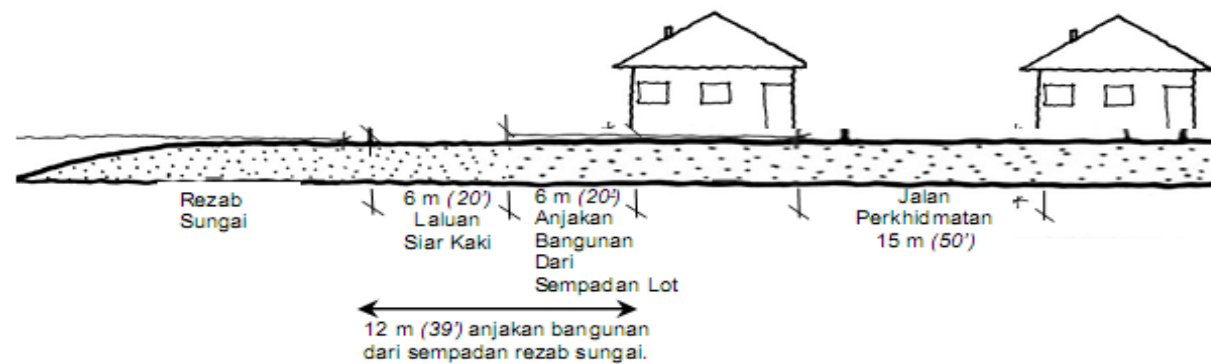 Rezab
Sungai
6 m (20')
Laluan
Siar Kaki
6 m (20')
Anjakan
Bangunan
Dari
Sempadan Lot
Jalan
Perkhidmatan
15 m (50')
12 m (39') anjakan bangunan
dari sempadan rezab sungai.